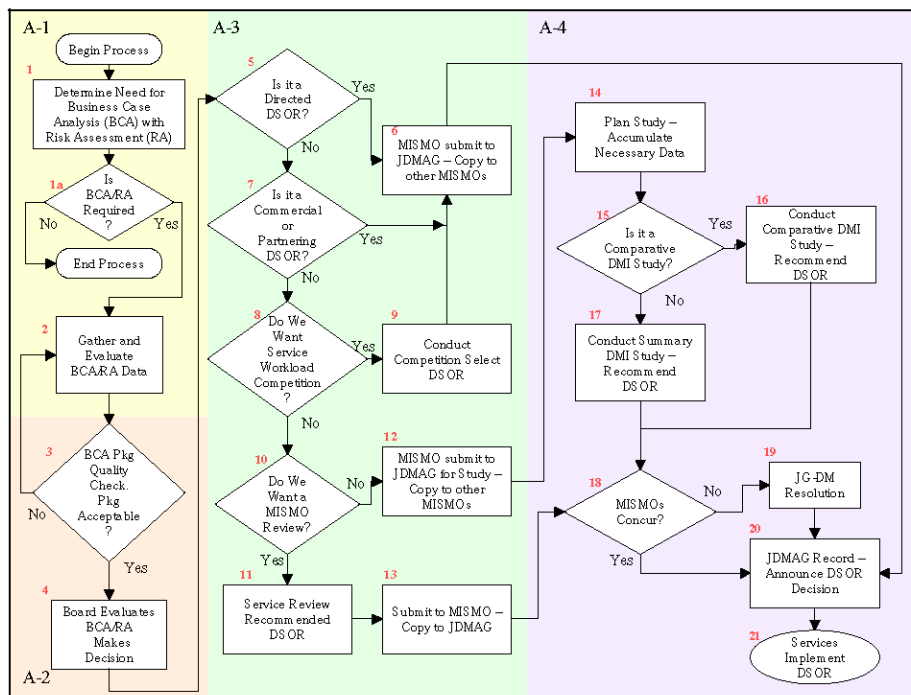 A-1
Begin Process
1
Determine Need for
Business Case
Analysis (BCA) with
Risk Assessment (RA)
1a
Is
BCA/RA
Required
?
No
Yes
End Process
2
Gather and
Evaluate
BCA/RA Data
3
BCA Pkg
Quality
Check.
Pkg
Acceptable
?
No
Yes
4
Board Evaluates
BCA/RA
Makes
Decision
A-2
A-3
5
Is it a
Directed
DSOR?
Yes
No
6
MISMO submit to
JDMAG – Copy to
other MISMOs
7
Is it a
Commercial
or
Partnering
DSOR?
Yes
No
8
Do We
Want
Service
Workload
Competition
?
Yes
No
9
Conduct
Competition Select
DSOR
10
Do We
Want a
MISMO
Review?
No
Yes
12
MISMO submit to
JDMAG for Study –
Copy to other
MISMOs
11
Service Review
Recommended
DSOR
13
Submit to MISMO –
Copy to JDMAG
A-4
14
Plan Study –
Accumulate
Necessary Data
15
Is it a
Comparative
DMI Study?
Yes
No
16
Conduct
Comparative DMI
Study –
Recommend
DSOR
17
Conduct Summary
DMI Study –
Recommend
DSOR
18
MISMOs
Concur?
No
Yes
19
JG-DM
Resolution
20
JDMAG Record –
Announce DSOR
Decision
21
Services
Implement
DSOR